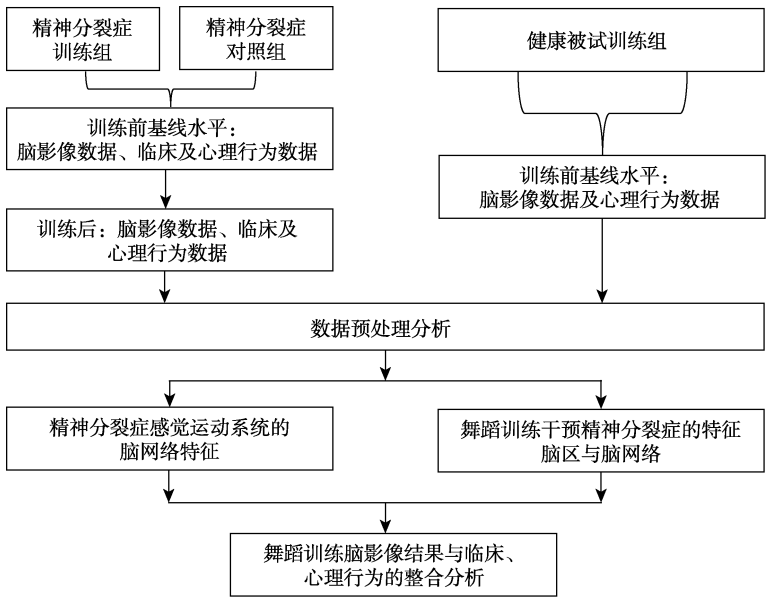 精神分裂症
训练组
精神分裂症
对照组
健康被试训练组
训练前基线水平：
脑影像数据、临床及心理行为数据
训练前基线水平：
脑影像数据及心理行为数据
训练后：脑影像数据、临床及
心理行为数据
数据预处理分析
精神分裂症感觉运动系统的
脑网络特征
舞蹈训练干预精神分裂症的特征
脑区与脑网络
舞蹈训练脑影像结果与临床、
心理行为的整合分析